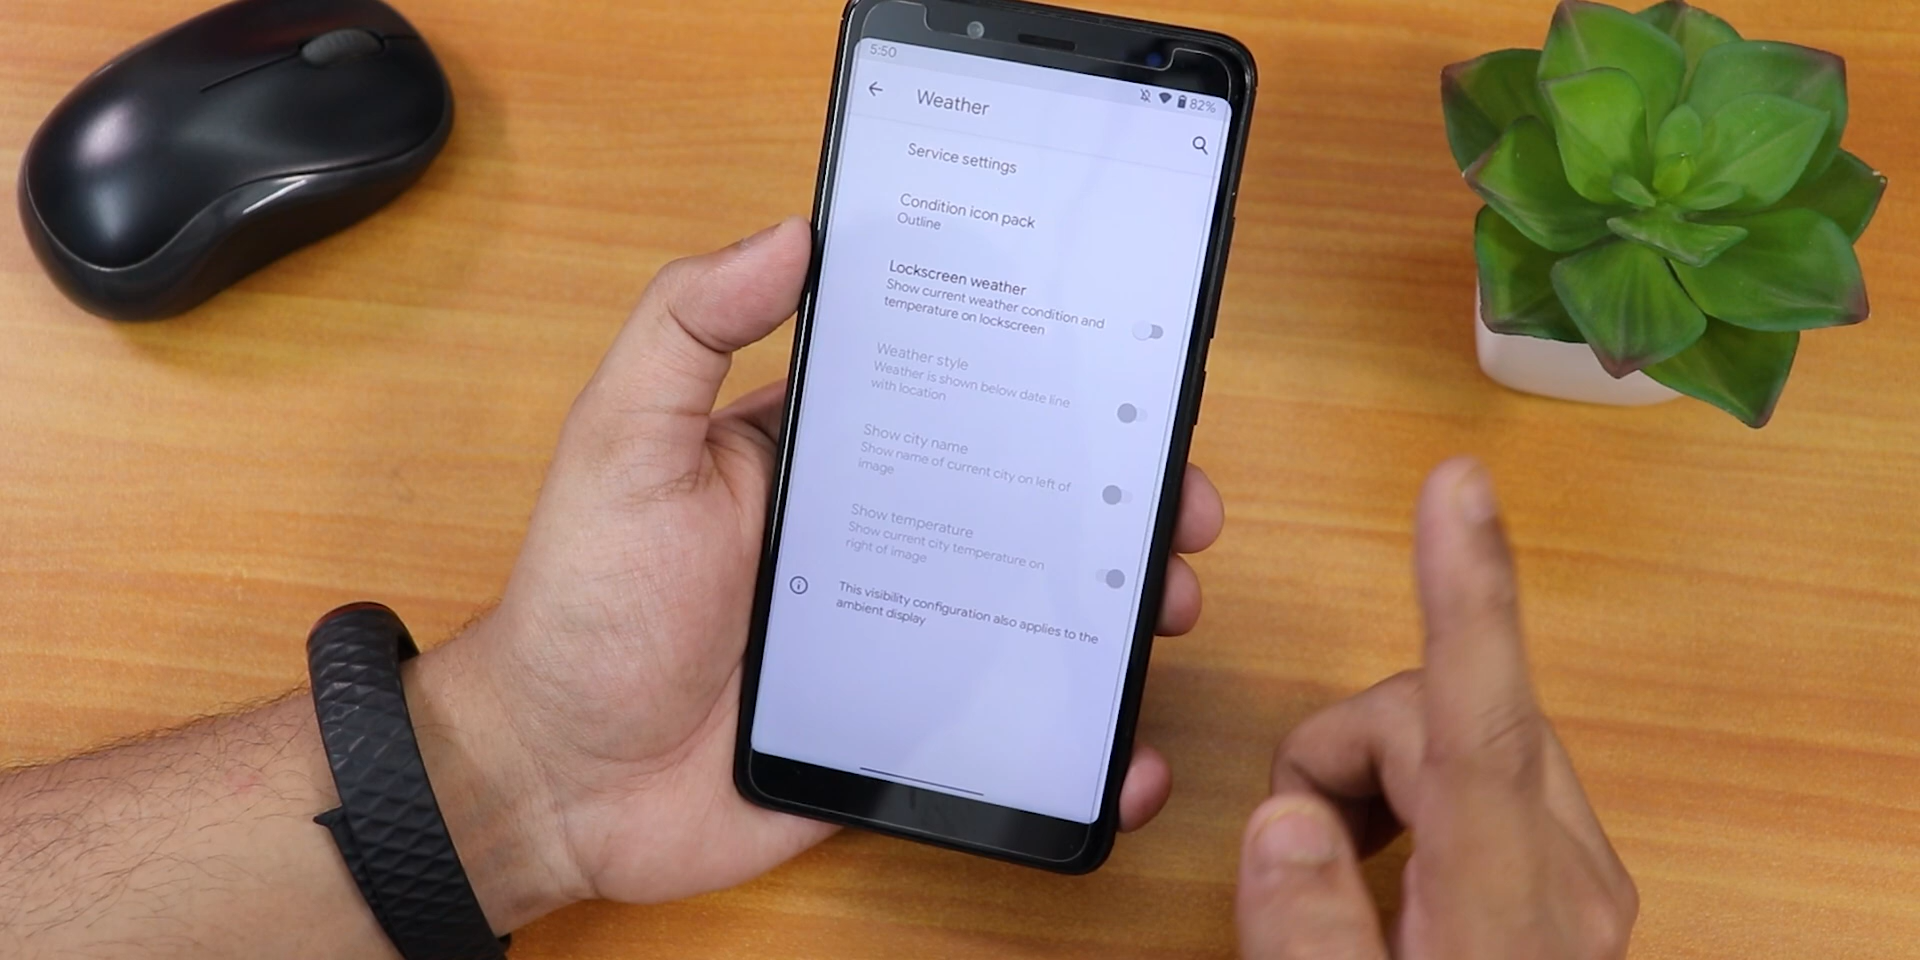 5:50
82%
Weather
Service settings
Condition icon pack
Outline
Lockscreen weather
Show current weather condition and
temperature on lockscreen
Weather style
Weather is shown below date line
with location
Show city name
Show name of current city on left of
image
Show temperature
Show current city temperature on
right of image
This visibility configuration also applies to the
ambient display